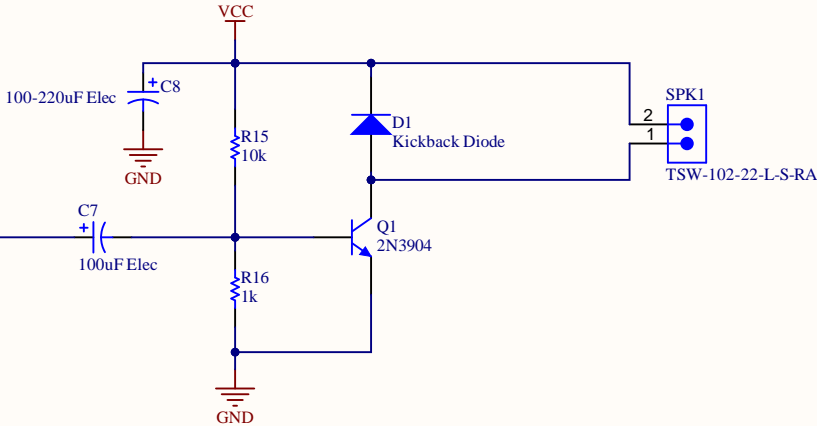 VCC
+
C8
100-220uF Elec
GND
R15
10k
D1
Kickback Diode
SPK1
2
1
TSW-102-22-L-S-RA
C7
+
100uF Elec
Q1
2N3904
R16
1k
GND